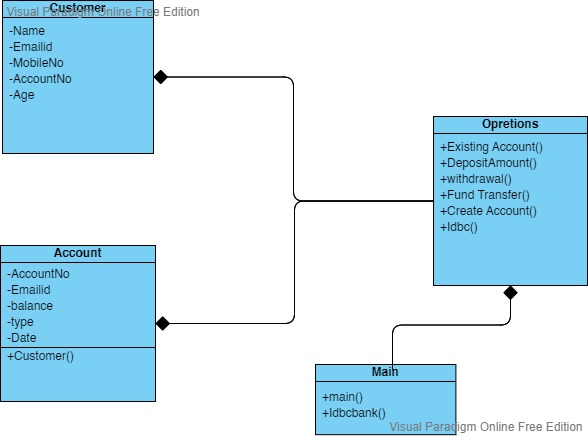 Customer
Visual Paradigm Online Free Edition
-Name
-Emailid
-MobileNo
-AccountNo
-Age
Opretions
+Existing Account()
+DepositAmount()
+withdrawal()
+Fund Transfer()
+Create Account()
+Idbc()
Account
-AccountNo
-Emailid
-balance
-type
-Date
+Customer()
Main
+main()
+Idbcbank()
Visual Paradigm Online Free Edition